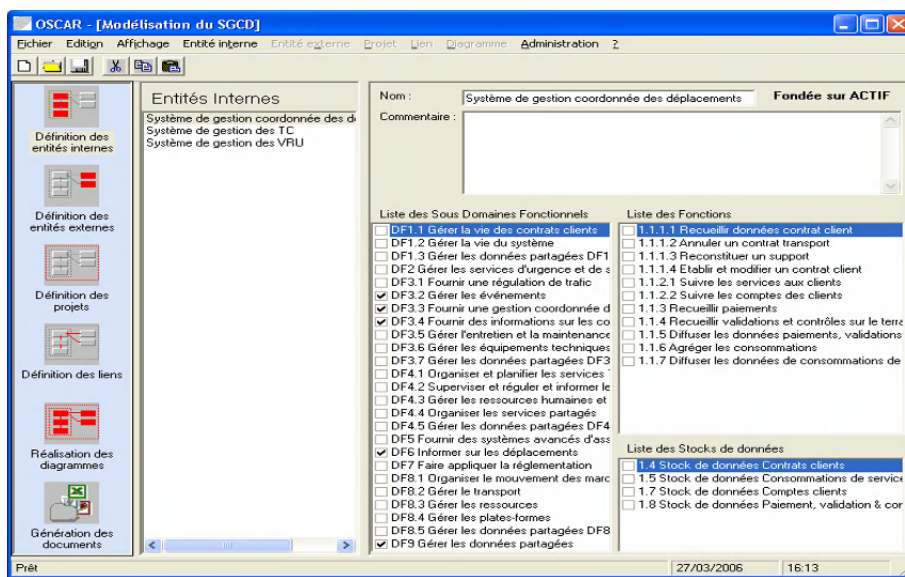 OSCAR - [Modélisation du SGCD]
Fichier Edition Affichage Entité interne Entité externe Projet Lien Diagramme Administration ?
Définition des
entités internes
Définition des
entités externes
Définition des
projets
Définition des liens
Réalisation des
diagrammes
Génération des
documents
Entités Internes
Système de gestion coordonnée des d
Système de gestion des TC
Système de gestion des VRU
Nom : Système de gestion coordonnée des déplacements Fondée sur ACTIF
Commentaire :
Liste des Sous Domaines Fonctionnels
DF1.1 Gérer la vie des contrats clients
DF1.2 Gérer la vie du système
DF1.3 Gérer les données partagées DF1
DF2 Gérer les services d'urgence et de s
DF3.1 Fournir une régulation de trafic
DF3.2 Gérer les événements
DF3.3 Fournir une gestion coordonnée d
DF3.4 Fournir des informations sur les co
DF3.5 Gérer l'entretien et la maintenance
DF3.6 Gérer les équipements techniques
DF3.7 Gérer les données partagées DF3
DF4.1 Organiser et planifier les services
DF4.2 Superviser et réguler et informer le
DF4.3 Gérer les ressources humaines et
DF4.4 Organiser les services partagés
DF4.5 Gérer les données partagées DF4
DF5 Fournir des systèmes avancés d'ass
DF6 Informer sur les déplacements
DF7 Faire appliquer la réglementation
DF8.1 Organiser le mouvement des marc
DF8.2 Gérer le transport
DF8.3 Gérer les ressources
DF8.4 Gérer les plates-formes
DF8.5 Gérer les données partagées DF8
DF9 Gérer les données partagées
Liste des Fonctions
1.1.1.1 Recueillir données contrat client
1.1.1.2 Annuler un contrat transport
1.1.1.3 Reconstituer un support
1.1.1.4 Etablir et modifier un contrat client
1.1.2.1 Suivre les services aux clients
1.1.2.2 Suivre les comptes des clients
1.1.3 Recueillir paiements
1.1.4 Recueillir validations et contrôles sur le terra
1.1.5 Diffuser les données paiements, validations
1.1.6 Agréger les consommations
1.1.7 Diffuser les données de consommations de
Liste des Stocks de données
1.4 Stock de données Contrats clients
1.5 Stock de données Consommations de service
1.7 Stock de données Comptes clients
1.8 Stock de données Paiement, validation & cor
Prêt 27/03/2006 16:13